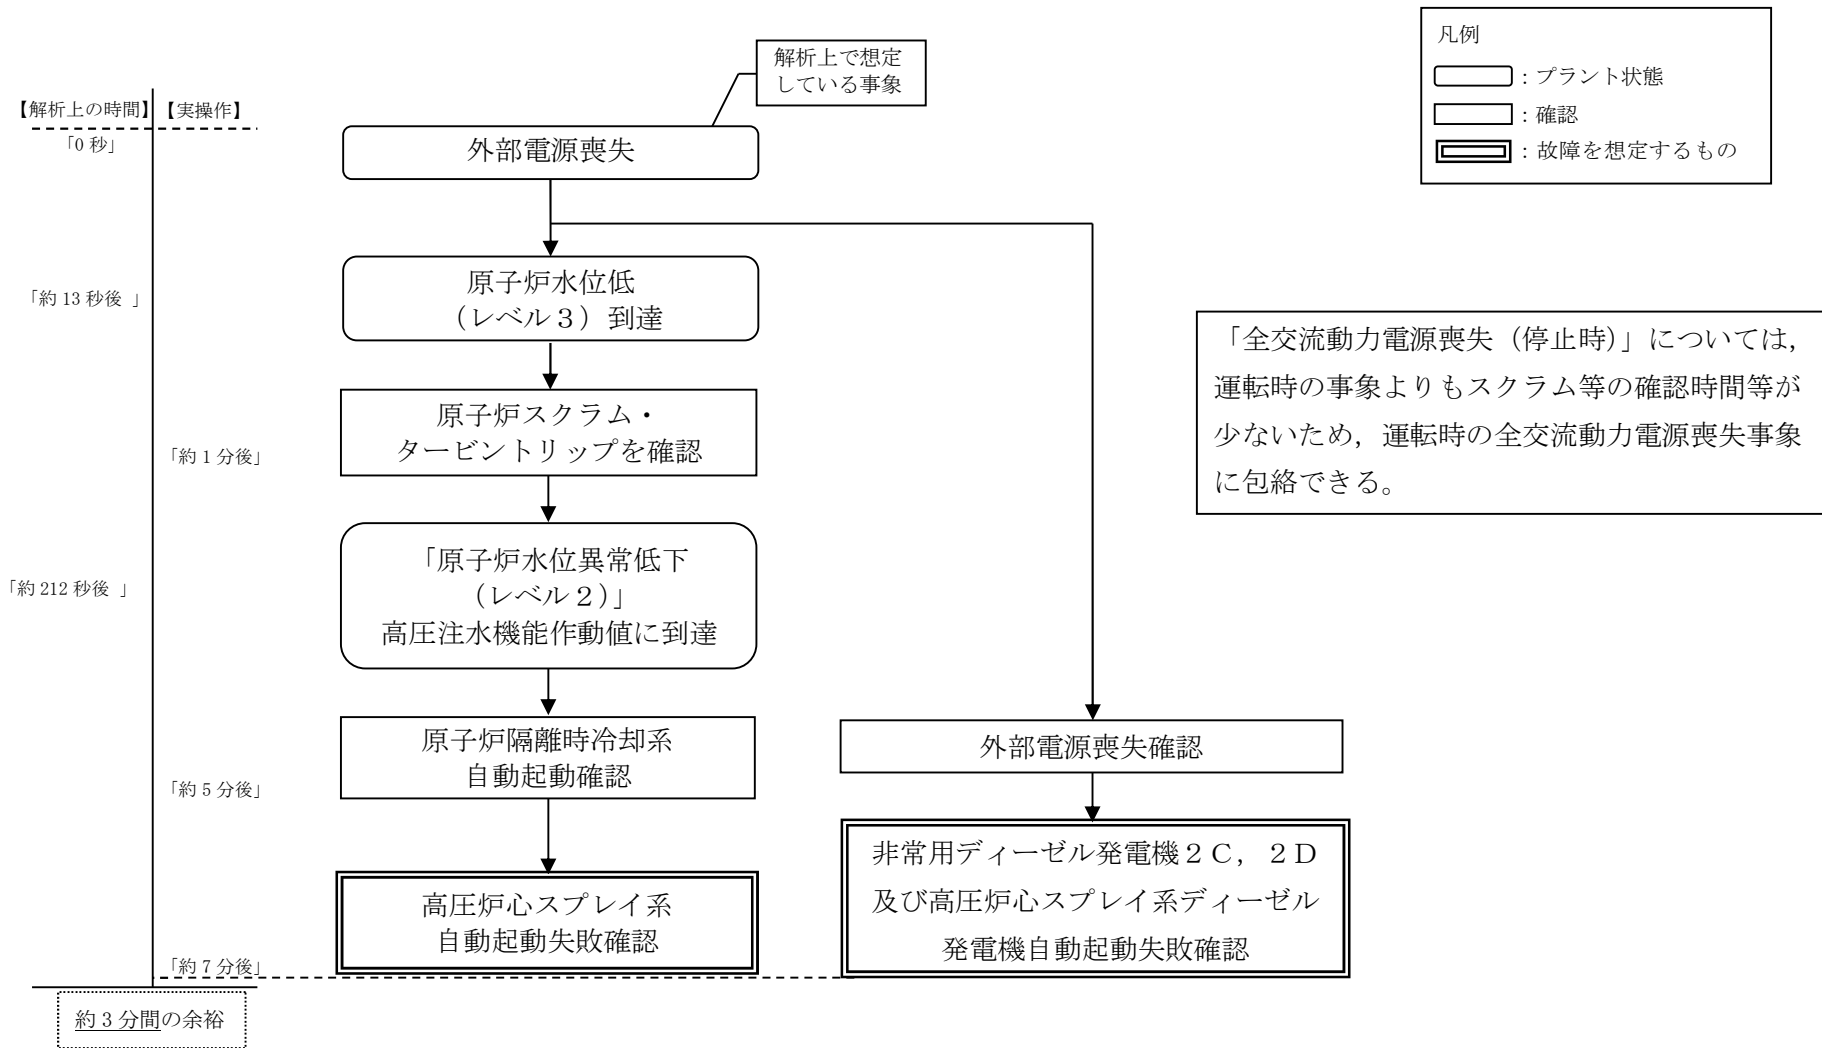 凡例
：プラント状態
：確認
：故障を想定するもの
解析上で想定
している事象
【解析上の時間】
【実操作】
「0 秒」
外部電源喪失
「約 13 秒後 」
原子炉水位低
（レベル３）到達
「全交流動力電源喪失（停止時）」については，
運転時の事象よりもスクラム等の確認時間等が
少ないため，運転時の全交流動力電源喪失事象
に包絡できる。
「約 1 分後」
原子炉スクラム・
タービントリップを確認
「約 212 秒後 」
「原子炉水位異常低下
（レベル２）」
高圧注水機能作動値に到達
「約 5 分後」
原子炉隔離時冷却系
自動起動確認
外部電源喪失確認
「約 7 分後」
高圧炉心スプレイ系
自動起動失敗確認
非常用ディーゼル発電機２Ｃ，２Ｄ
及び高圧炉心スプレイ系ディーゼル
発電機自動起動失敗確認
約 3 分間の余裕